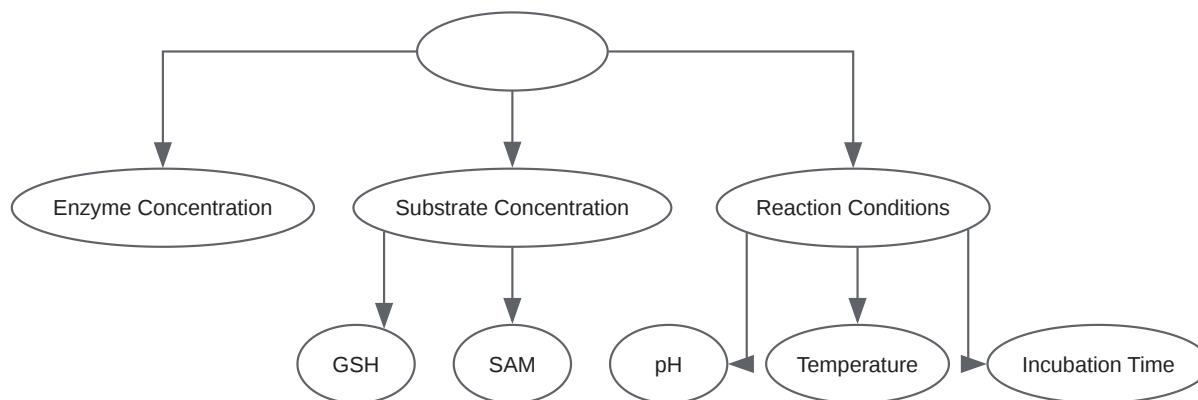 Enzyme Concentration
Substrate Concentration
Reaction Conditions
GSH
SAM
pH
Temperature
Incubation Time